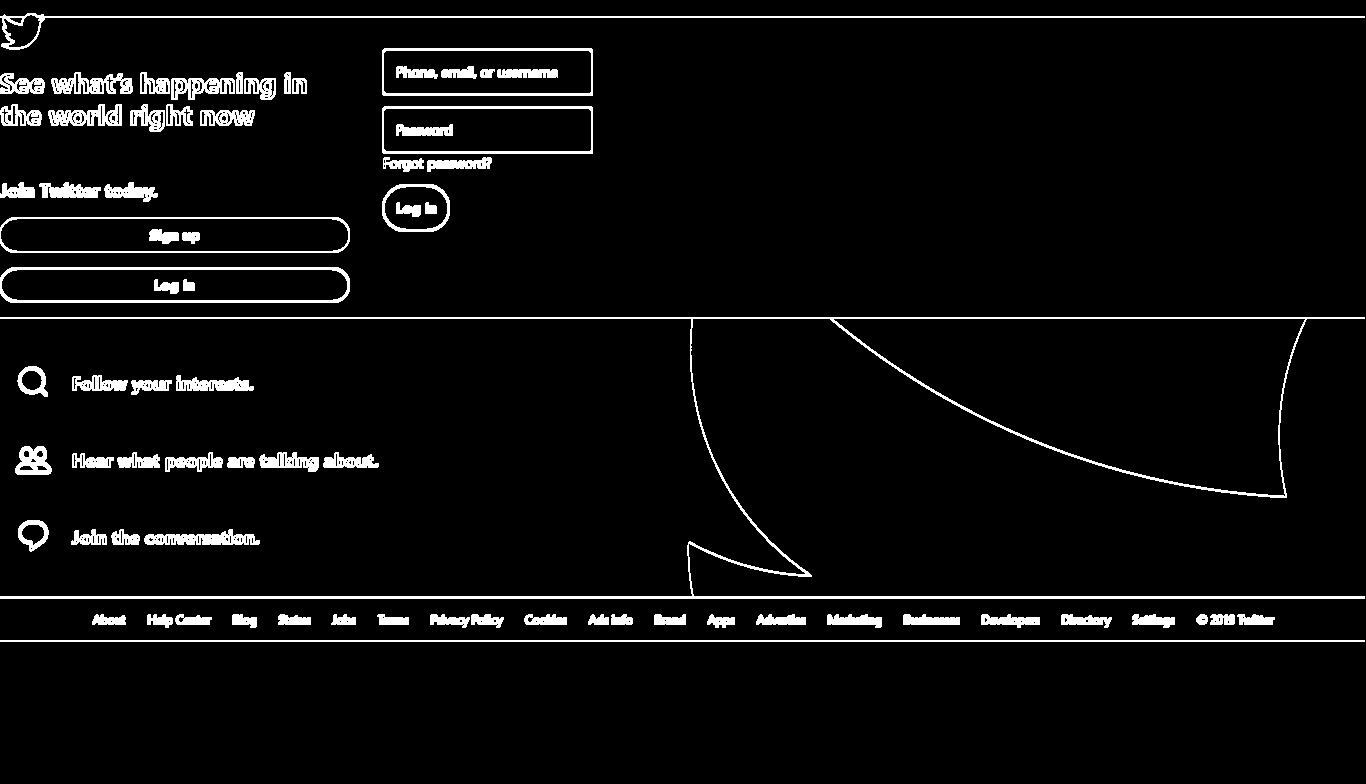 See what's happening in
the world right now
Join Twitter today.
Sign up
Log in
Phone, email, or username
Password
Forgot password?
Log in
Follow your interests.
Hear what people are talking about.
Join the conversation.
About Help Center Blog Status Jobs Terms Privacy Policy Cookies Ads info Brand Apps Advertise Marketing Businesses Developers Directory Settings © 2019 Twitter